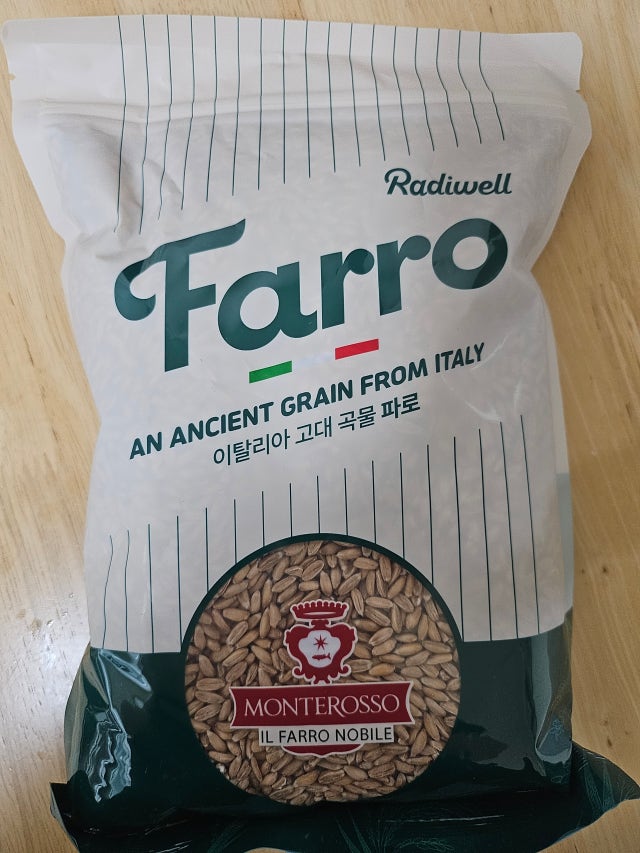 Radiwell
Farro
AN ANCIENT GRAIN FROM ITALY
이탈리아 고대 곡물 파로
MONTEROSSO
IL FARRO NOBILE